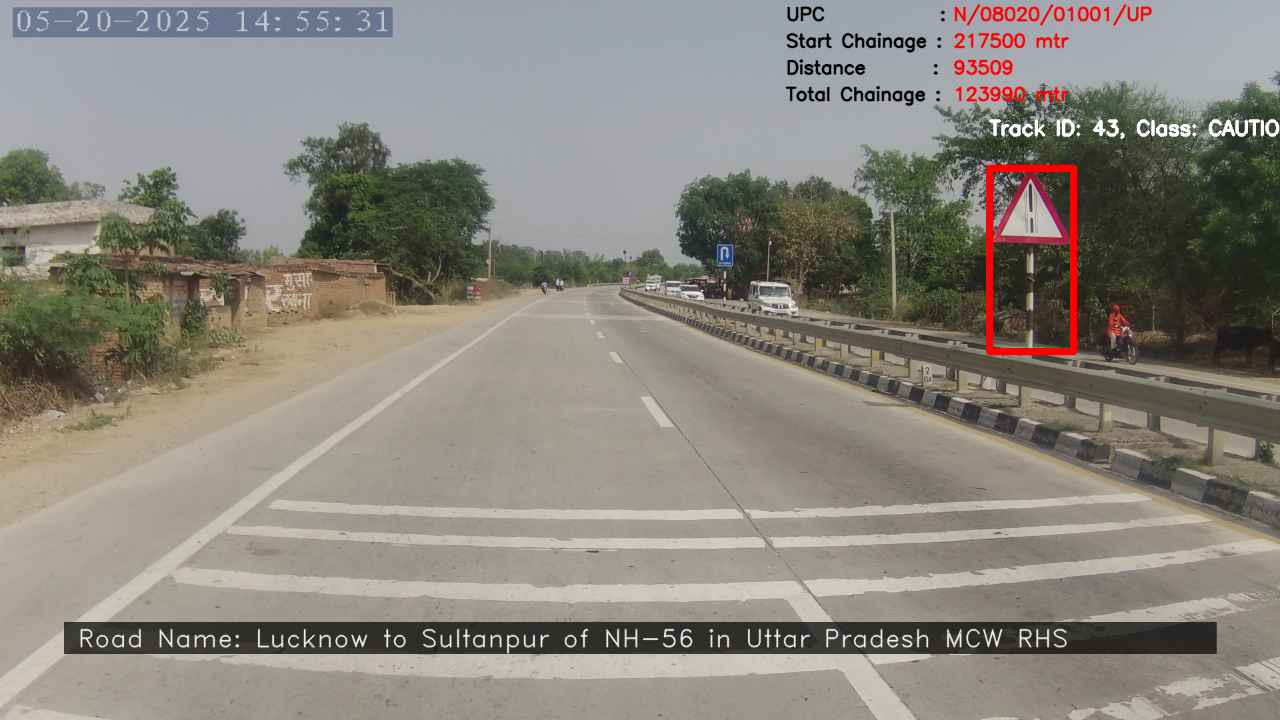 05-20-2025 14:55:31
UPC : N/08020/01001/UP
Start Chainage : 217500 mtr
Distance : 93509
Total Chainage : 123990 mtr
Track ID: 43, Class: CAUTIO
Road Name: Lucknow to Sultanpur of NH-56 in Uttar Pradesh MCW RHS